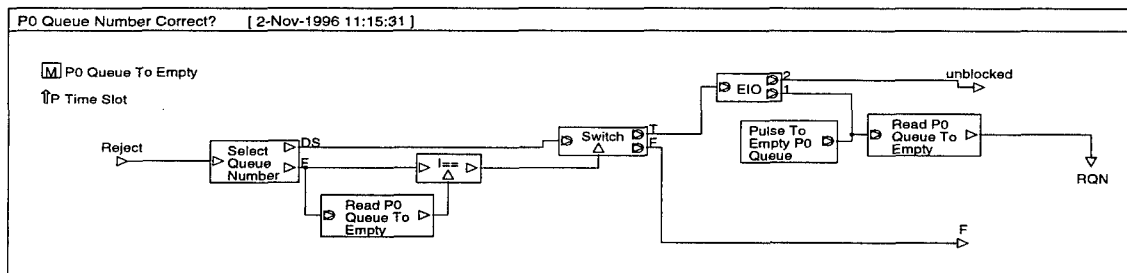 P0 Queue Number Correct? [ 2-Nov-1996 11:15:31 ]
M P0 Queue To Empty
⇑P Time Slot
Reject
Select
Queue
Number
DS
F
I==
Read P0
Queue To
Empty
Switch
T
F
EIO
2
1
unblocked
Pulse To
Empty P0
Queue
Read P0
Queue To
Empty
RQN
F